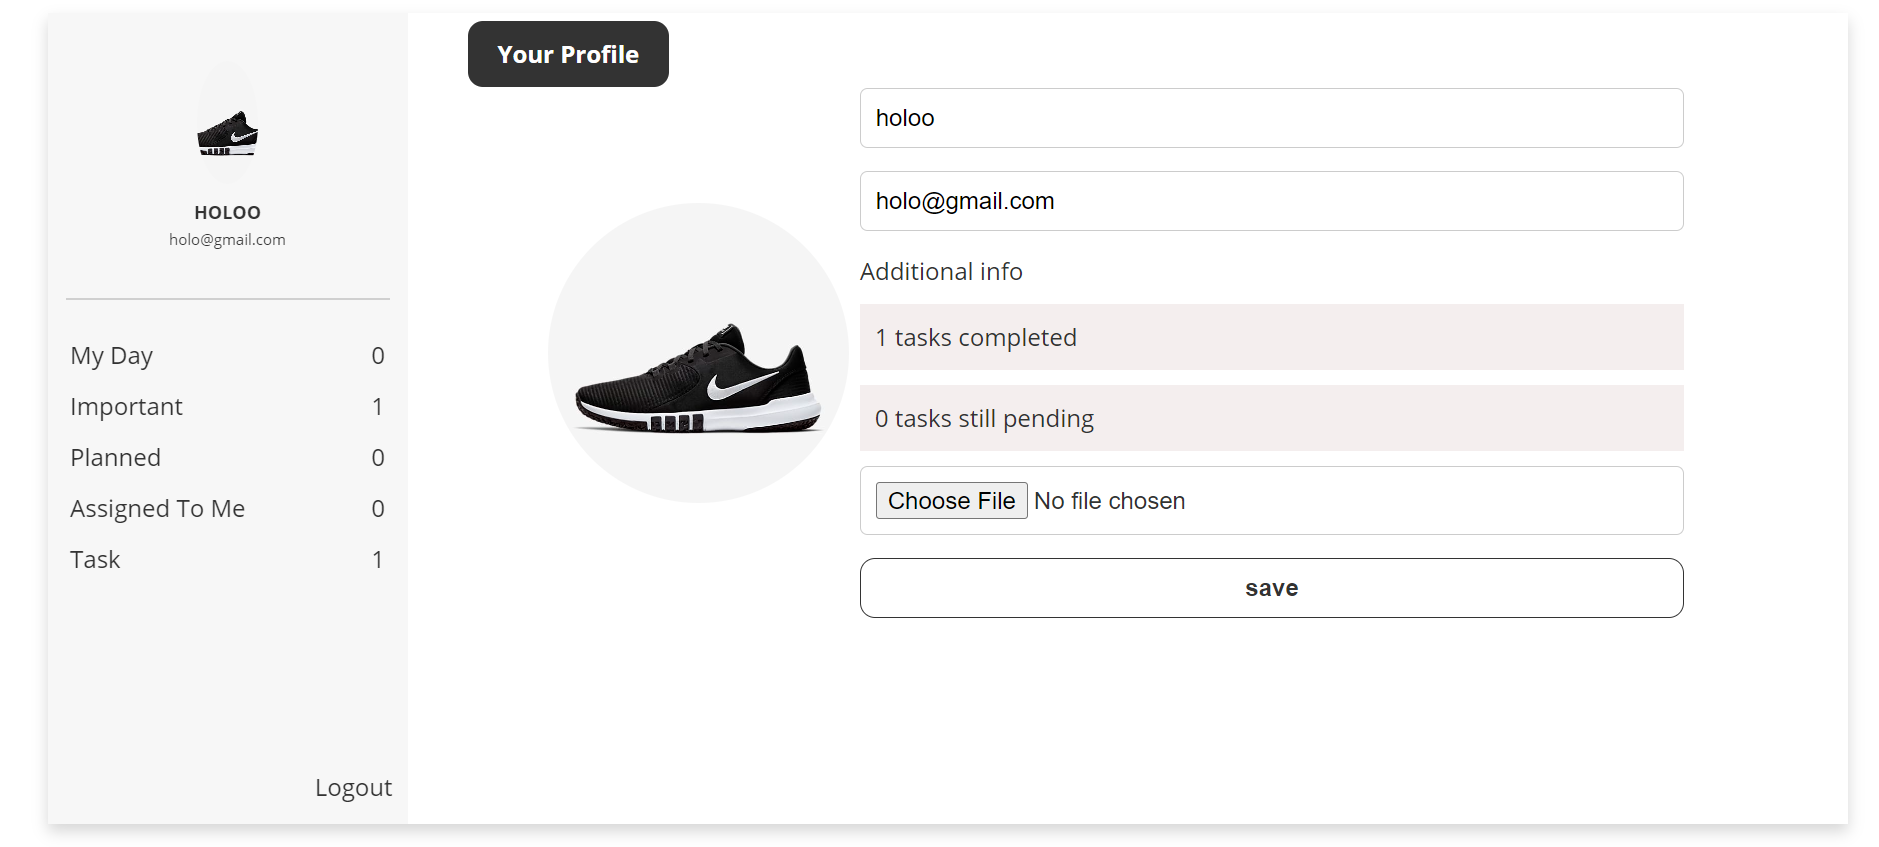 HOLOO
holo@gmail.com
My Day 0
Important 1
Planned 0
Assigned To Me 0
Task 1
Logout
Your Profile
holoo
holo@gmail.com
Additional info
1 tasks completed
0 tasks still pending
Choose File No file chosen
save